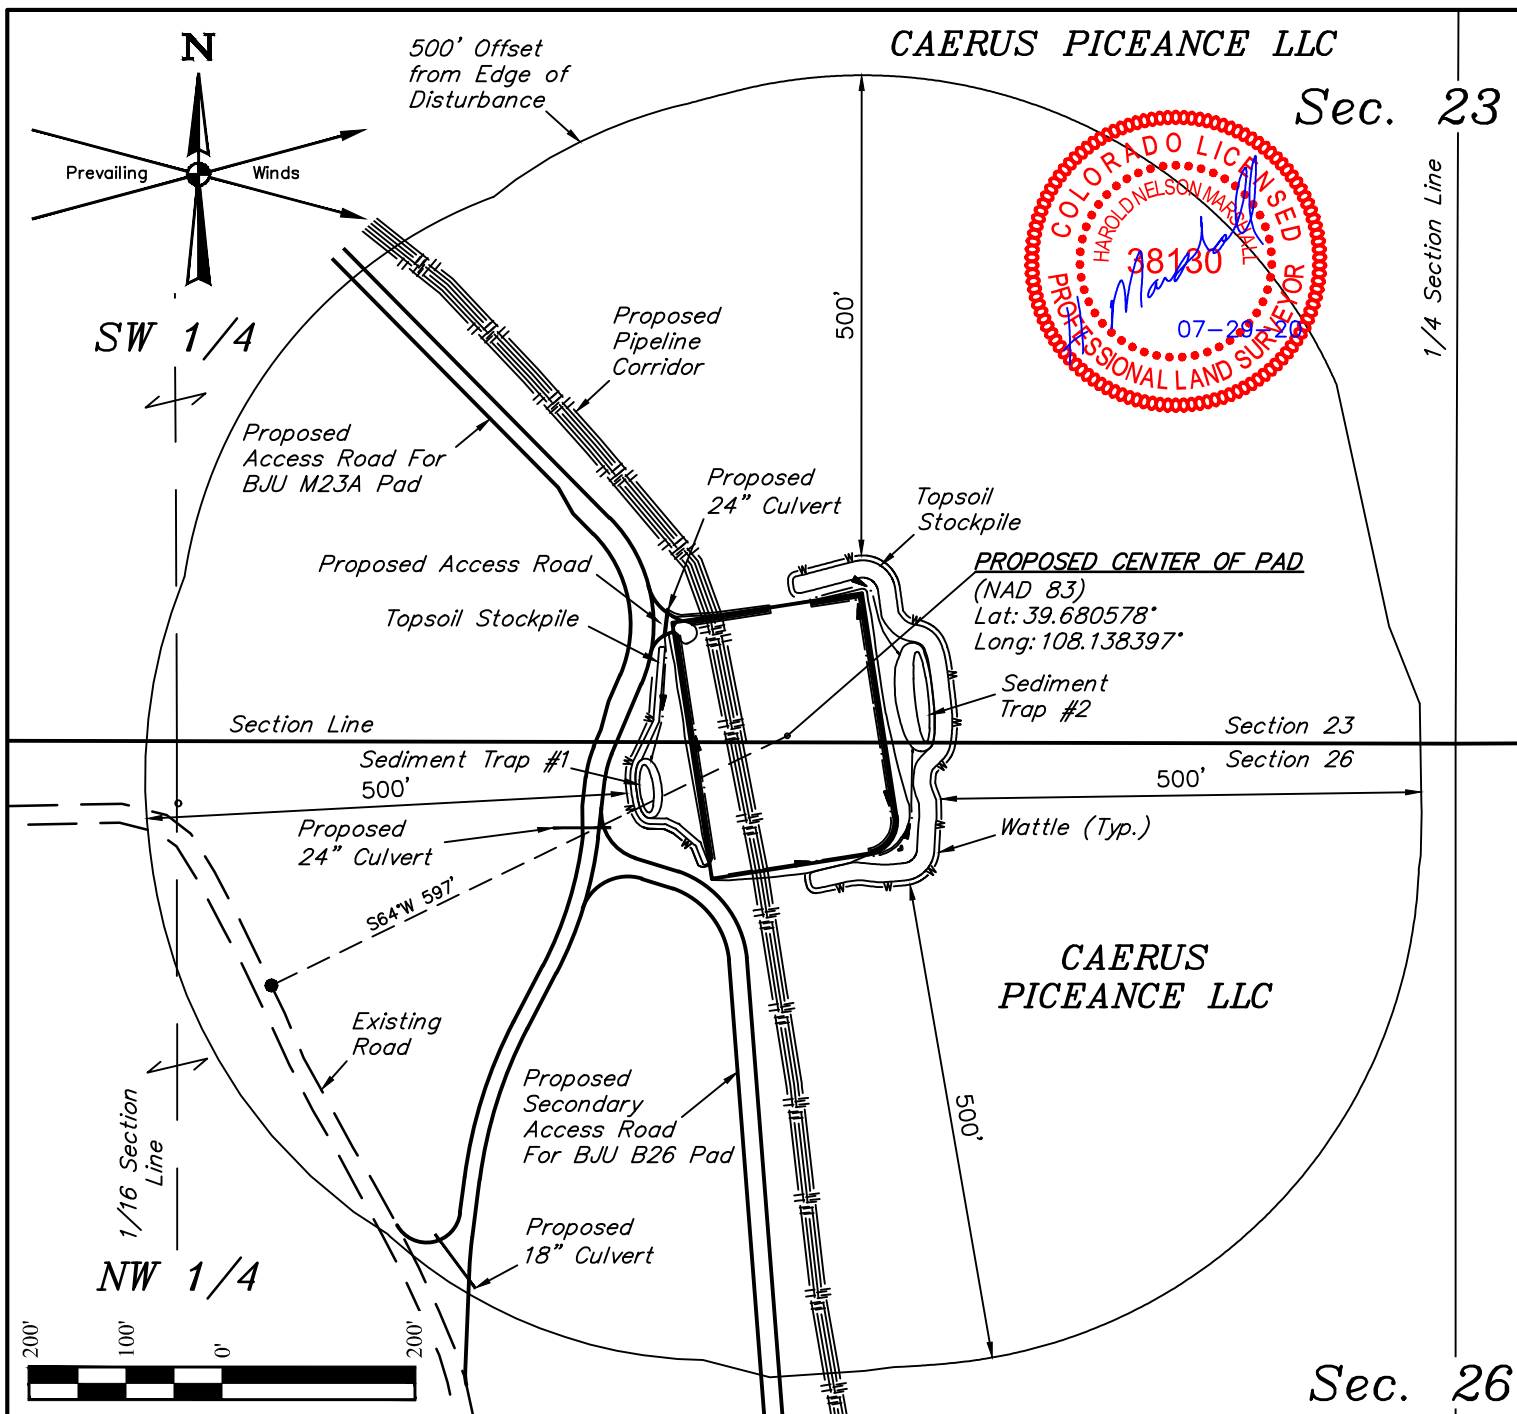 CAERUS PICEANCE LLC
Sec. 23
N
Prevailing
Winds
500' Offset
from Edge of
Disturbance
COLORADO LICENSED
PROFESSIONAL LAND SURVEYOR
HAROLD NELSON MARSHALL
38130
07-29-20
1/4 Section Line
500'
SW 1/4
Proposed
Pipeline
Corridor
Proposed
Access Road For
BJU M23A Pad
Proposed
24" Culvert
Topsoil
Stockpile
Proposed Access Road
PROPOSED CENTER OF PAD
(NAD 83)
Lat: 39.680578°
Long: 108.138397°
Topsoil Stockpile
Sediment
Trap #2
Section Line
Section 23
Section 26
Sediment Trap #1
500'
500'
Proposed
24" Culvert
Wattle (Typ.)
S64°W 597'
CAERUS
PICEANCE LLC
Existing
Road
Proposed
Secondary
Access Road
For BJU B26 Pad
500'
1/16 Section
Line
Proposed
18" Culvert
NW 1/4
200'
100'
0'
200'
Sec. 26